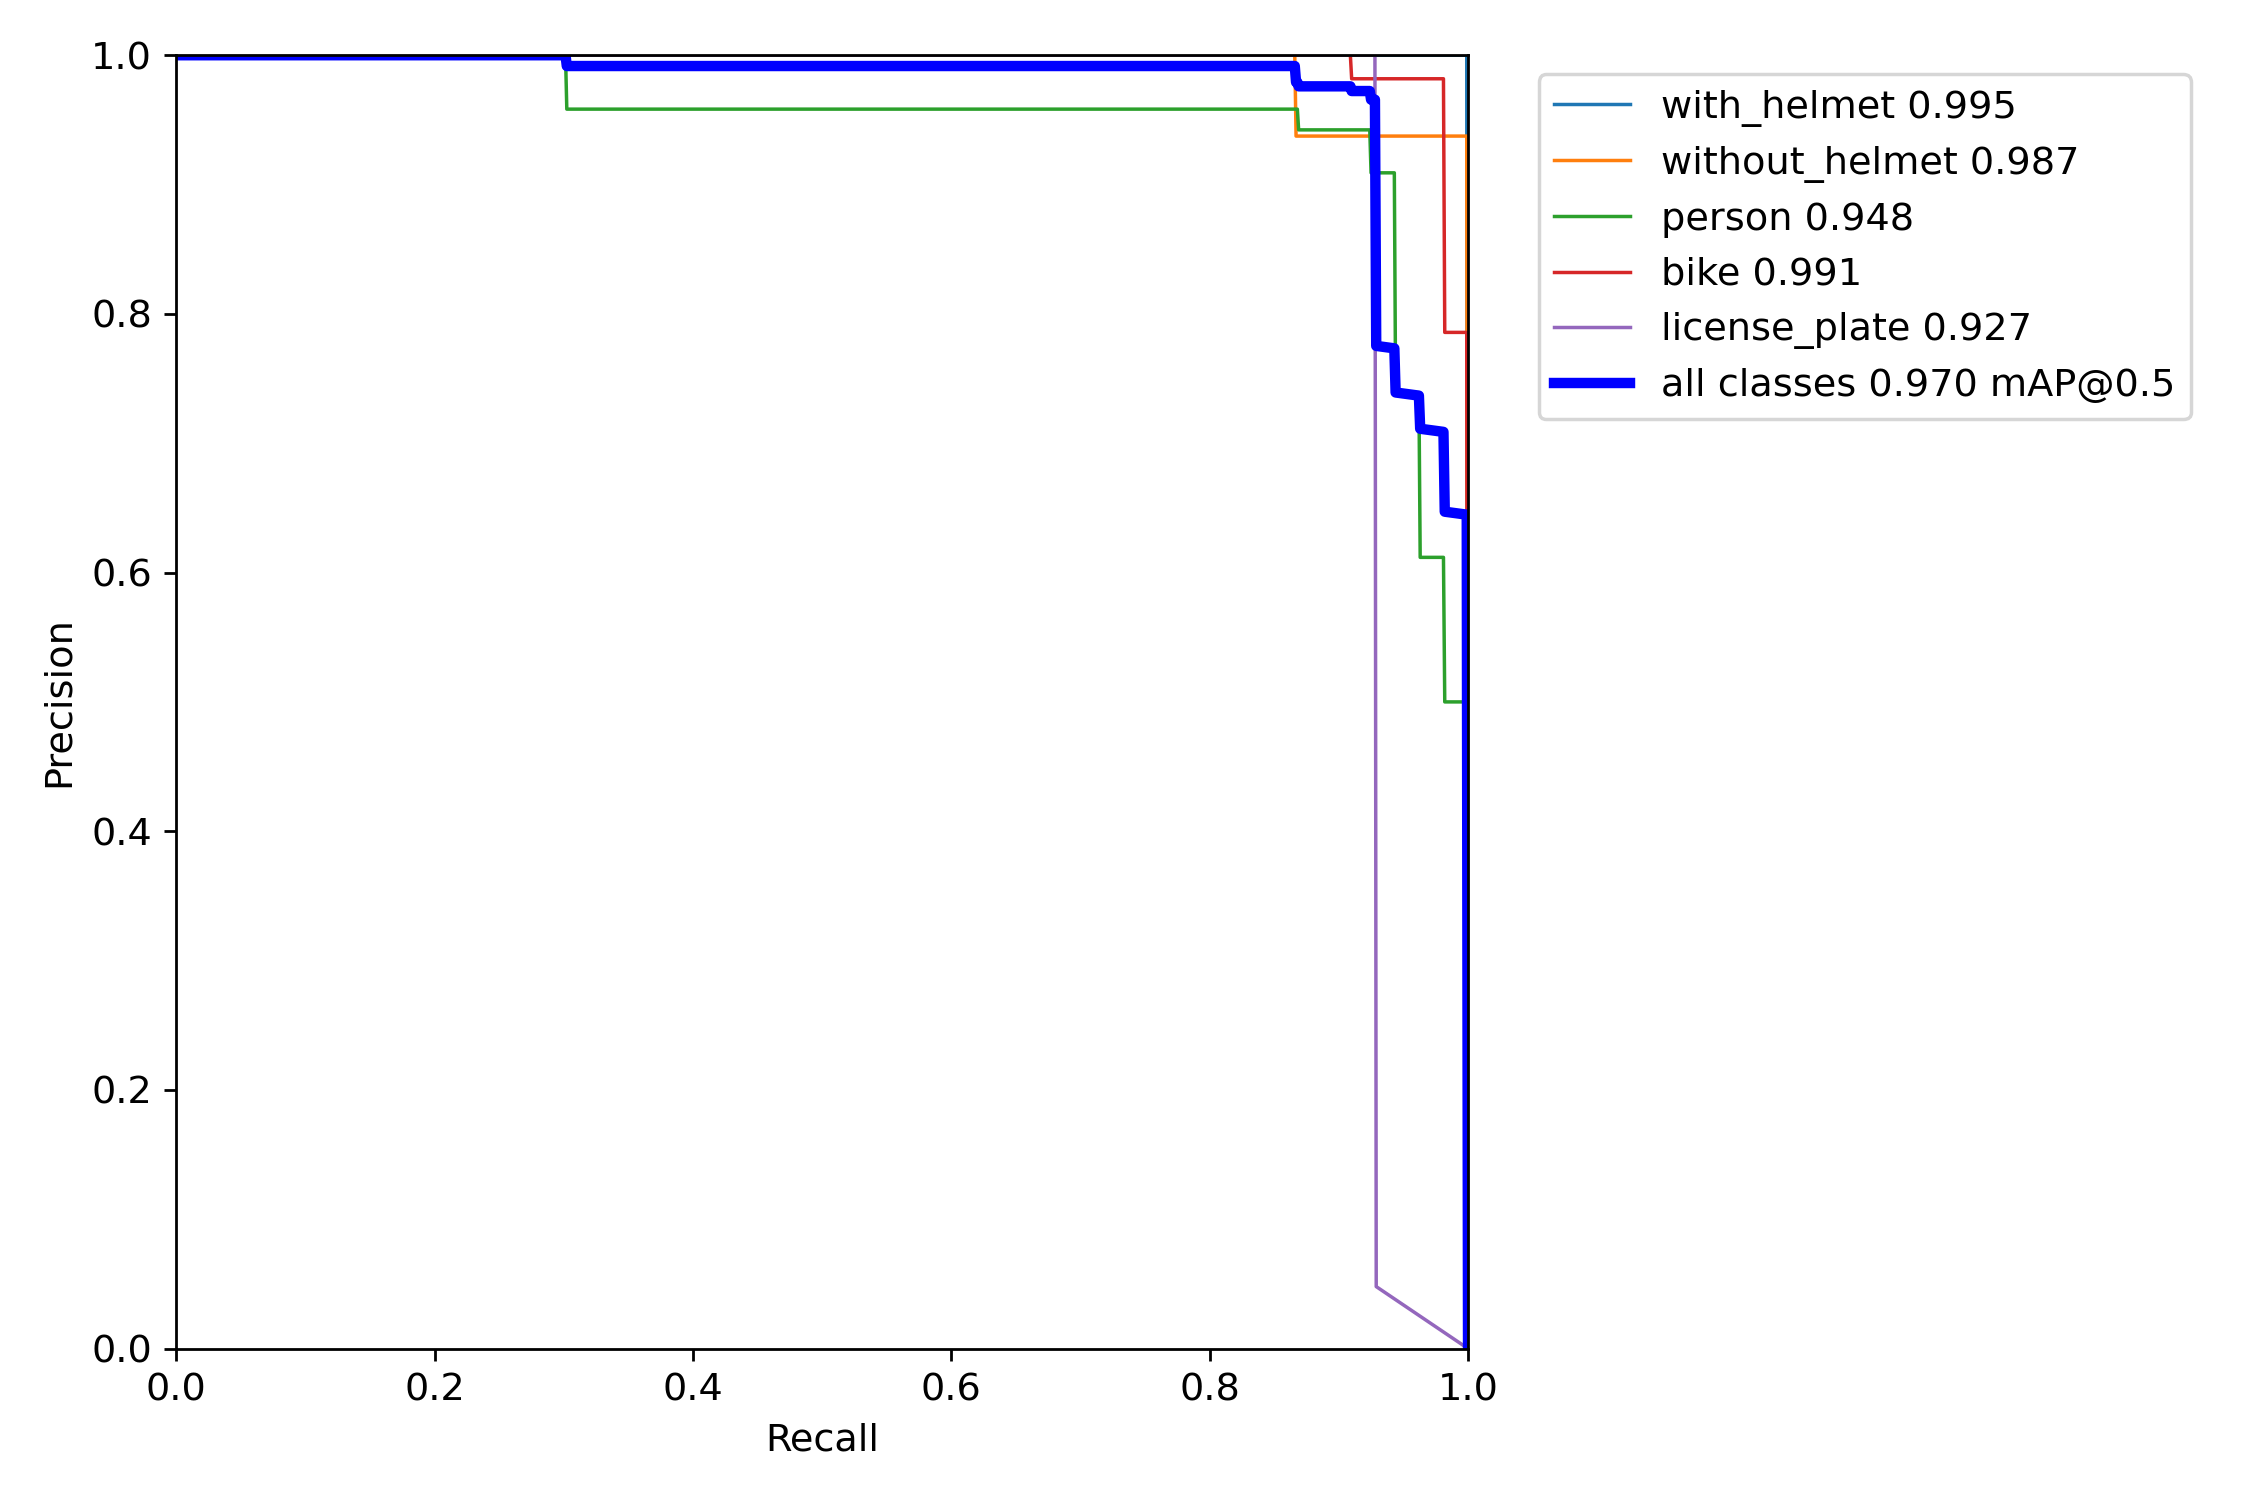 1.0
0.8
0.6
0.4
0.2
0.0
Precision
0.0 0.2 0.4 0.6 0.8 1.0
Recall
with_helmet 0.995
without_helmet 0.987
person 0.948
bike 0.991
license_plate 0.927
all classes 0.970 mAP@0.5